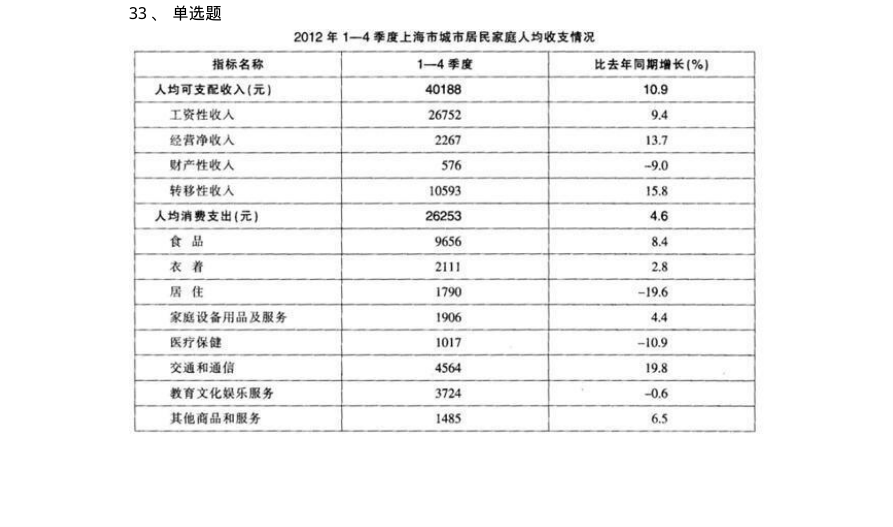 33 、 单选题
2012 年 1—4 季度上海市城市居民家庭人均收支情况
指标名称 1—4 季度 比去年同期增长(%)
人均可支配收入(元) 40188 10.9
工资性收入 26752 9.4
经营净收入 2267 13.7
财产性收入 576 -9.0
转移性收入 10593 15.8
人均消费支出(元) 26253 4.6
食 品 9656 8.4
衣 着 2111 2.8
居 住 1790 -19.6
家庭设备用品及服务 1906 4.4
医疗保健 1017 -10.9
交通和通信 4564 19.8
教育文化娱乐服务 3724 -0.6
其他商品和服务 1485 6.5